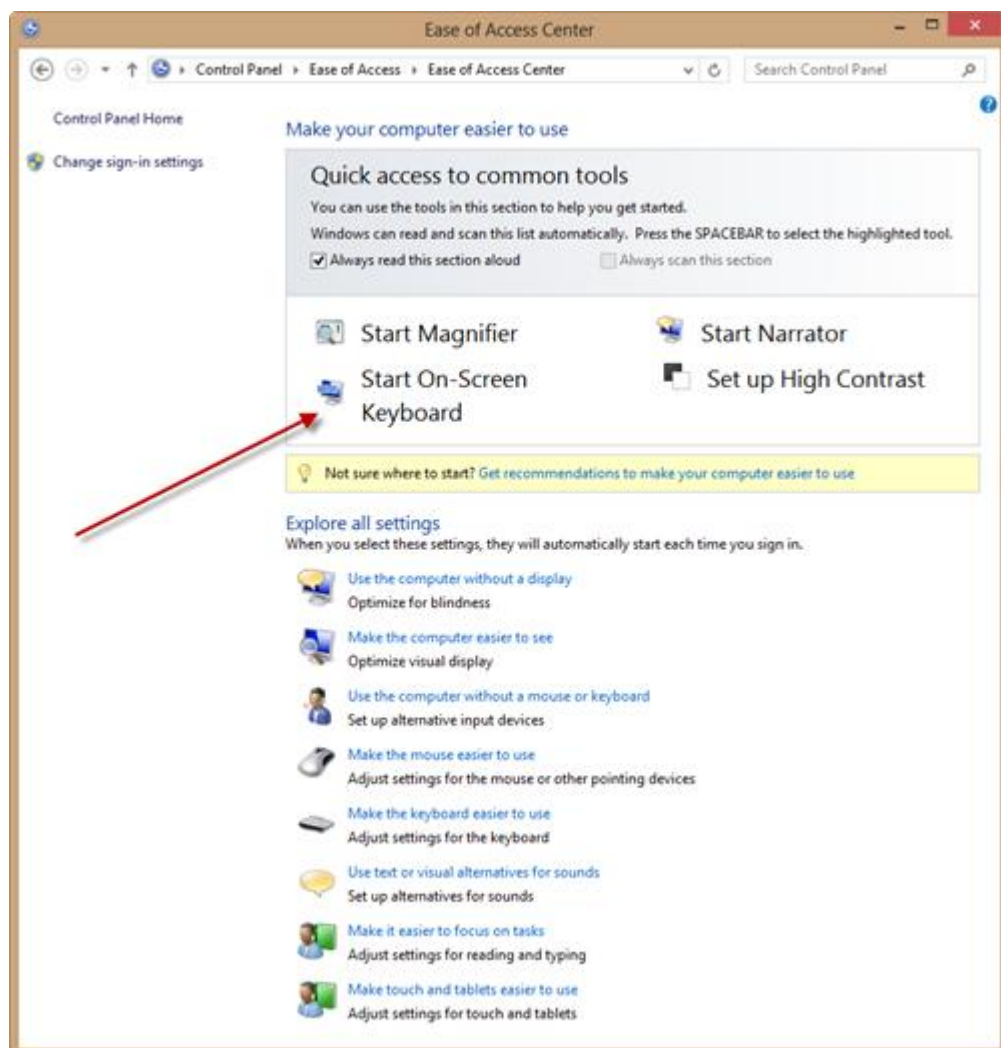 Ease of Access Center
Control Panel Ease of Access Ease of Access Center
Search Control Panel
Control Panel Home
Change sign-in settings
Make your computer easier to use
Quick access to common tools
You can use the tools in this section to help you get started.
Windows can read and scan this list automatically. Press the SPACEBAR to select the highlighted tool.
Always read this section aloud
Always scan this section
Start Magnifier
Start Narrator
Start On-Screen
Keyboard
Set up High Contrast
Not sure where to start? Get recommendations to make your computer easier to use
Explore all settings
When you select these settings, they will automatically start each time you sign in.
Use the computer without a display
Optimize for blindness
Make the computer easier to see
Optimize visual display
Use the computer without a mouse or keyboard
Set up alternative input devices
Make the mouse easier to use
Adjust settings for the mouse or other pointing devices
Make the keyboard easier to use
Adjust settings for the keyboard
Use text or visual alternatives for sounds
Set up alternatives for sounds
Make it easier to focus on tasks
Adjust settings for reading and typing
Make touch and tablets easier to use
Adjust settings for touch and tablets